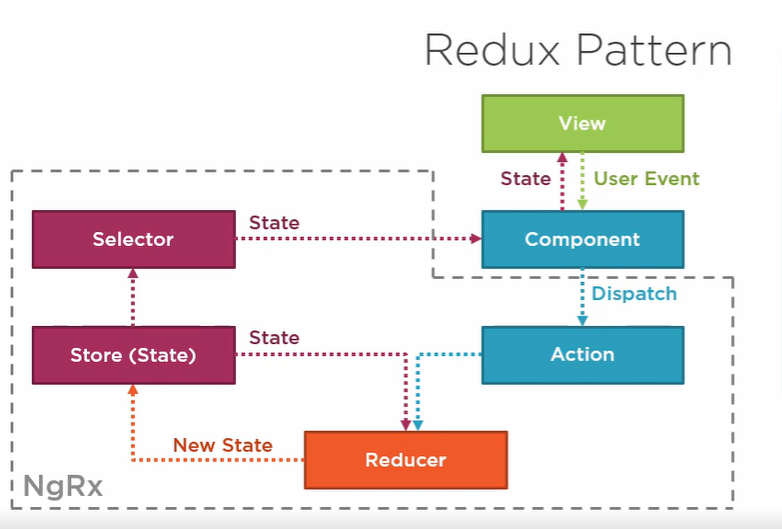 Redux Pattern
View
State
User Event
Selector
State
Component
Dispatch
Store (State)
State
Action
New State
Reducer
NgRx